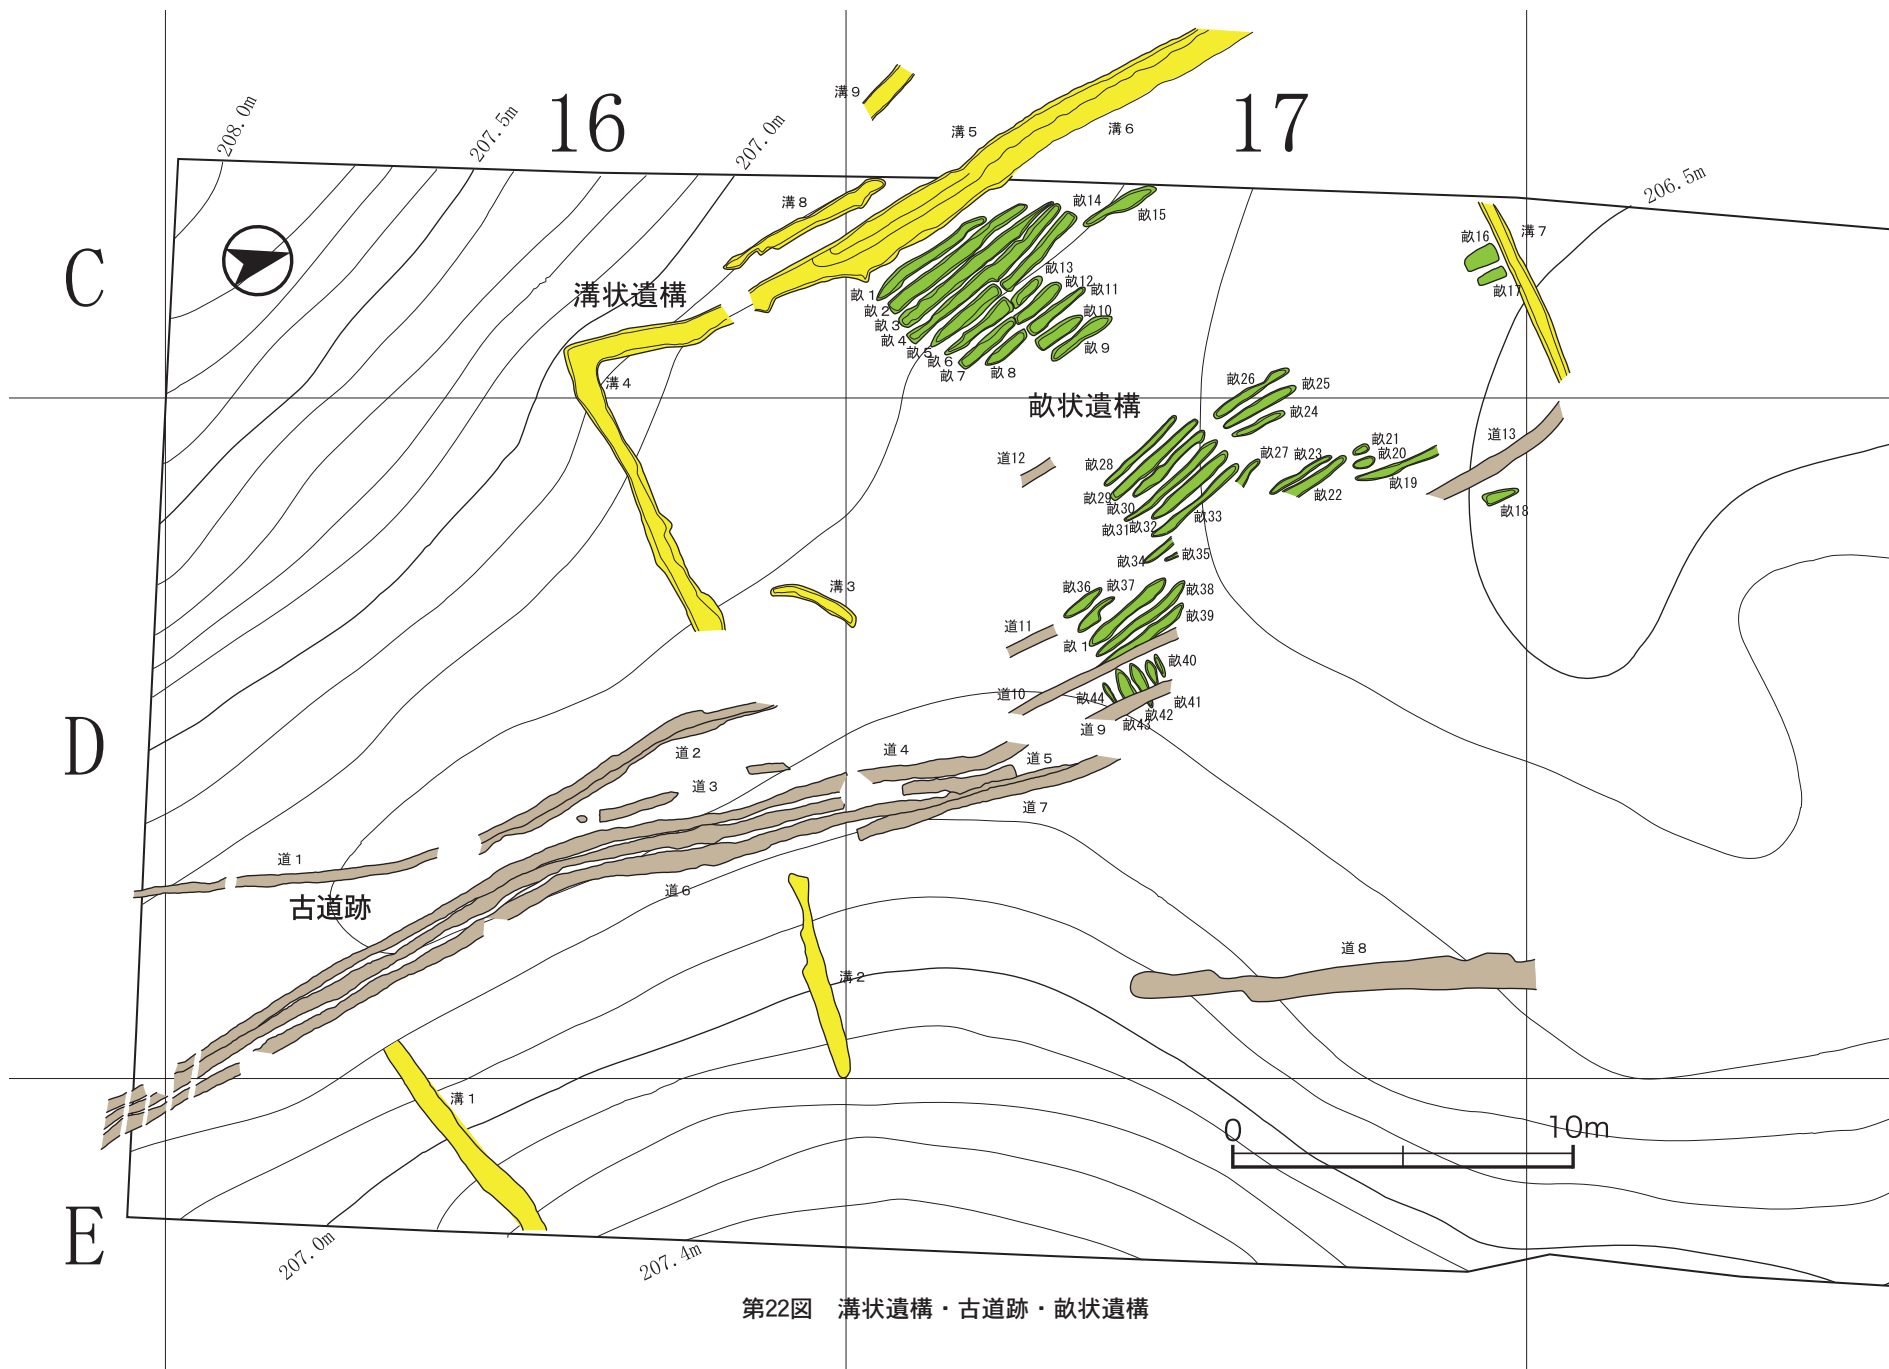 16
17
208.0m
207.5m
207.0m
206.5m
C
D
E
溝9
溝5
溝6
溝8
溝7
溝状遺構
溝4
畝14
畝15
畝13
畝12
畝11
畝10
畝9
畝1
畝2
畝3
畝4
畝5
畝6
畝7
畝8
畝16
畝17
畝状遺構
畝26
畝25
畝24
畝27
畝23
畝22
畝21
畝20
畝19
道13
畝18
道12
畝28
畝29
畝30
畝31
畝32
畝33
畝34
畝35
溝3
畝36
畝37
畝38
畝39
道11
畝1
畝40
道10
畝44
畝41
畝42
畝43
道9
道2
道4
道5
道3
道7
道1
古道跡
道6
溝2
道8
溝1
0
10m
207.0m
207.4m
第22図　溝状遺構・古道跡・畝状遺構